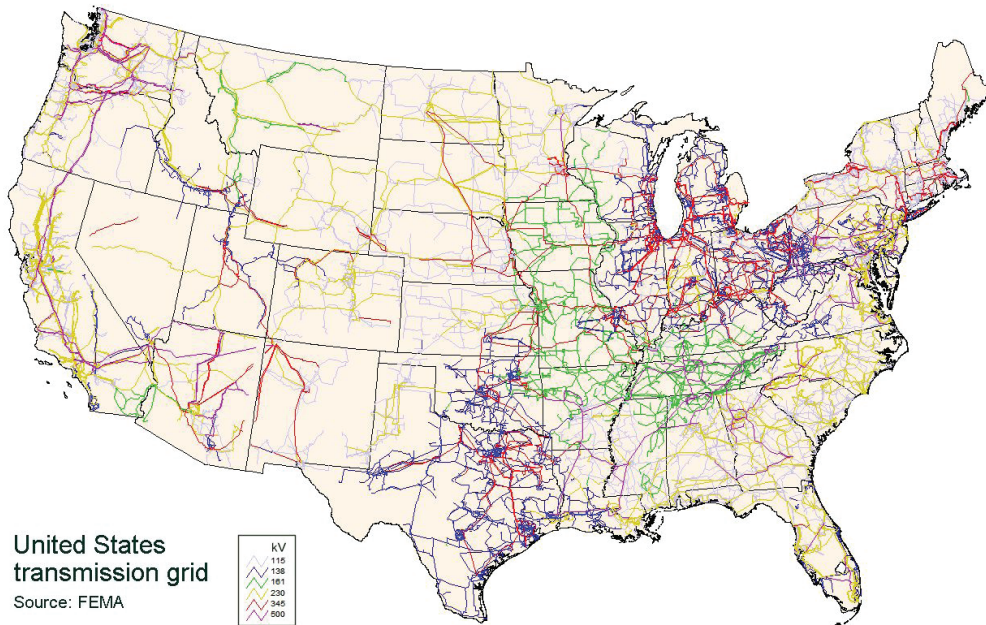 United States
transmission grid
Source: FEMA
kV
115
138
161
230
345
500